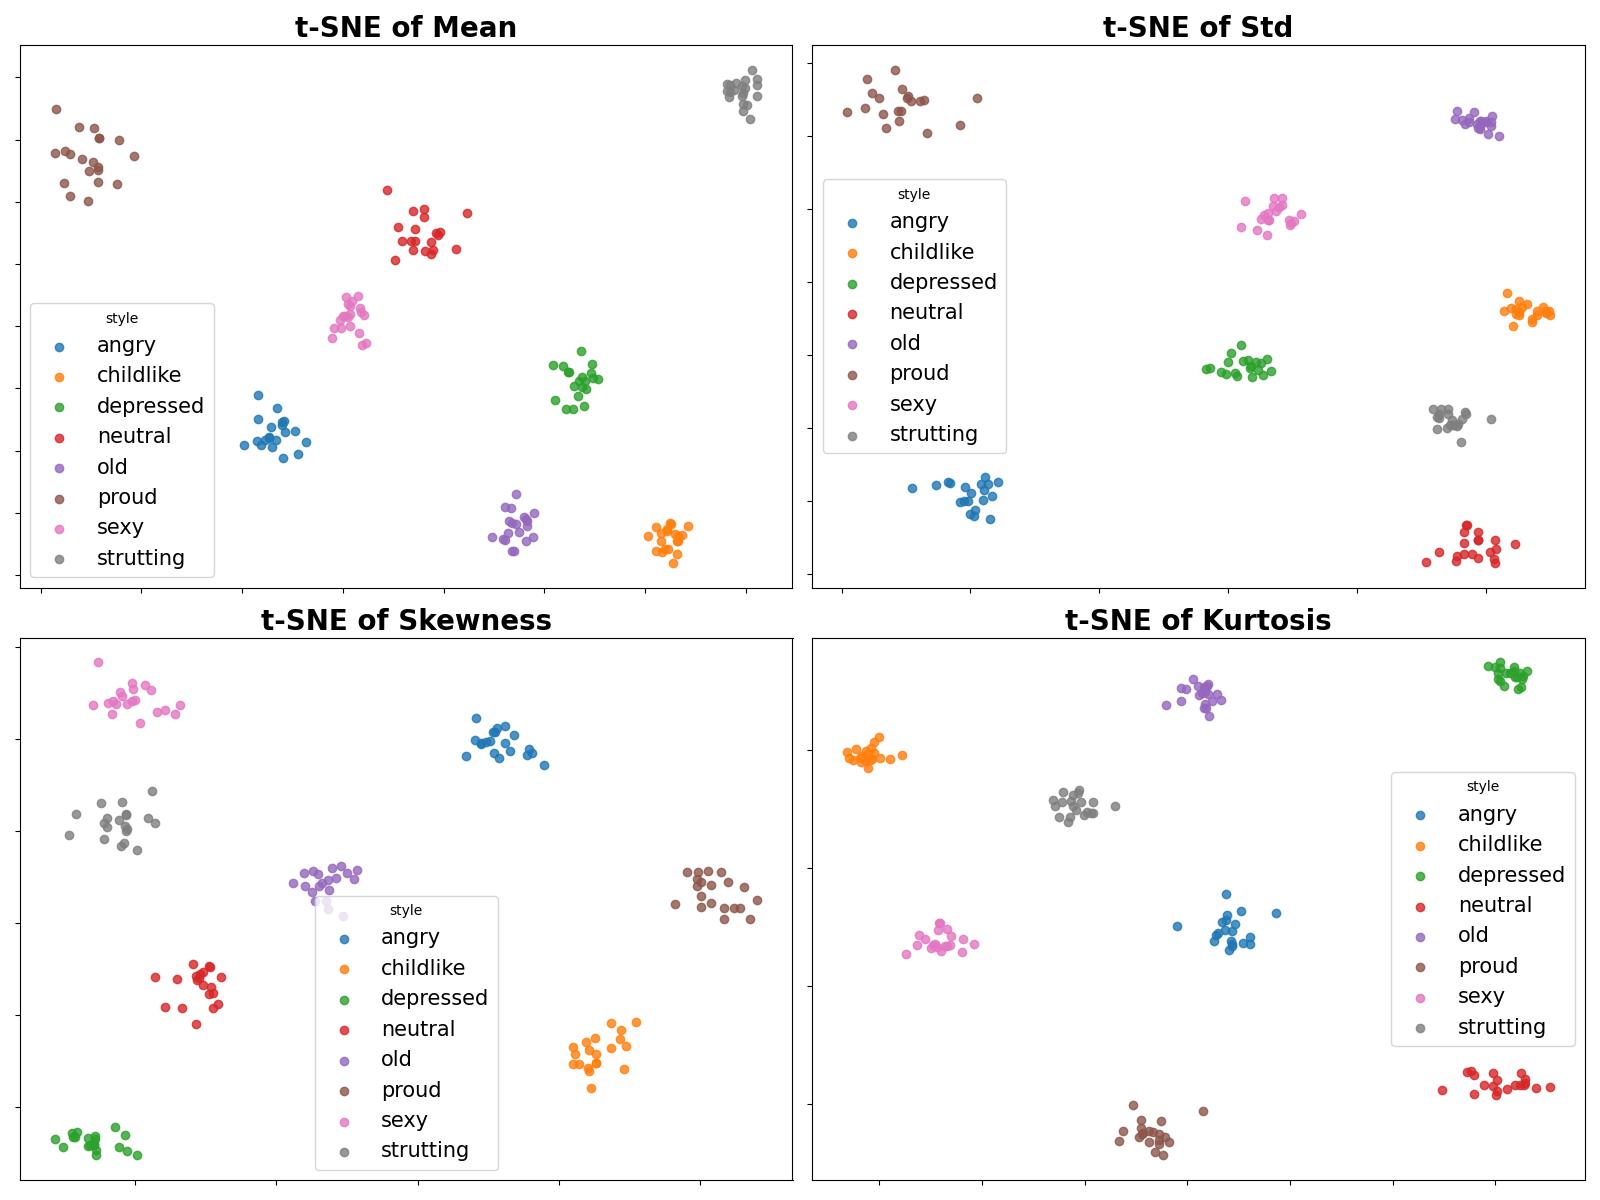 t-SNE of Mean
style
angry
childlike
depressed
neutral
old
proud
sexy
strutting
t-SNE of Std
style
angry
childlike
depressed
neutral
old
proud
sexy
strutting
t-SNE of Skewness
style
angry
childlike
depressed
neutral
old
proud
sexy
strutting
t-SNE of Kurtosis
style
angry
childlike
depressed
neutral
old
proud
sexy
strutting